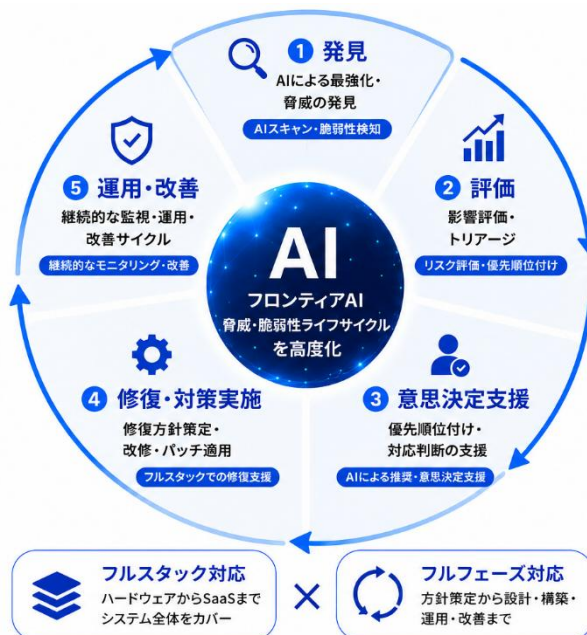 1 発見
AIによる最強化・
脅威の発見
AIスキャン・脆弱性検知
2 評価
影響評価・
トリアージ
リスク評価・優先順位付け
3 意思決定支援
優先順位付け・
対応判断の支援
AIによる推奨・意思決定支援
4 修復・対策実施
修復方針策定・
改修・パッチ適用
フルスタックでの修復支援
5 運用・改善
継続的な監視・運用・
改善サイクル
継続的なモニタリング・改善
AI
フロンティアAI
脅威・脆弱性ライフサイクル
を高度化
フルスタック対応
ハードウェアからSaaSまで
システム全体をカバー
×
フルフェーズ対応
方針策定から設計・構築・
運用・改善まで